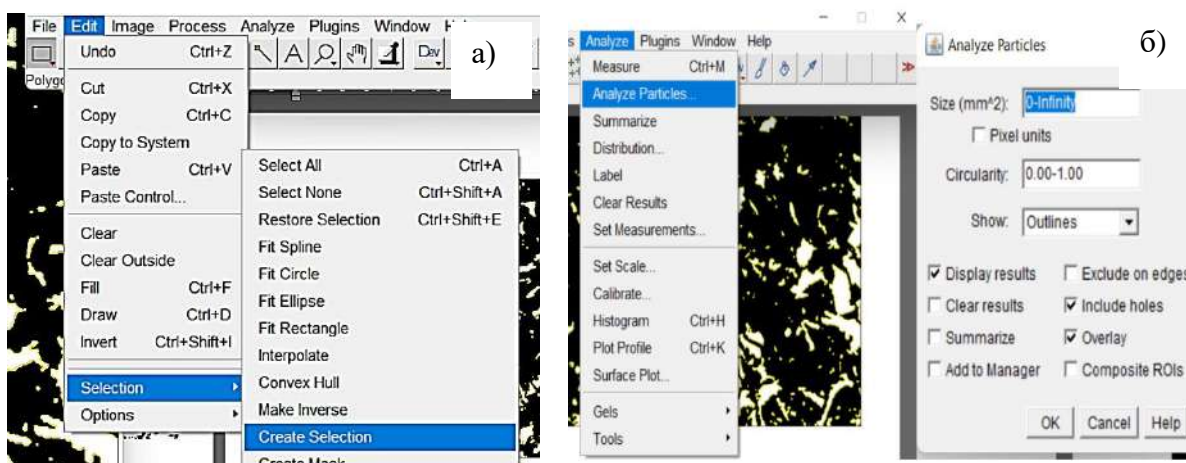 File Edit Image Process Analyze Plugins Window
а)
Dev
Undo Ctrl+Z
Cut Ctrl+X
Copy Ctrl+C
Copy to System
Paste Ctrl+V
Paste Control...
Clear
Clear Outside
Fill Ctrl+F
Draw Ctrl+D
Invert Ctrl+Shift+I
Selection
Options
Select All Ctrl+A
Select None Ctrl+Shift+A
Restore Selection Ctrl+Shift+E
Fit Spline
Fit Circle
Fit Ellipse
Fit Rectangle
Interpolate
Convex Hull
Make Inverse
Create Selection
Create Mask
s Analyze Plugins Window Help
Measure Ctrl+M
Analyze Particles...
Summarize
Distribution...
Label
Clear Results
Set Measurements...
Set Scale...
Calibrate...
Histogram Ctrl+H
Plot Profile Ctrl+K
Surface Plot...
Gels
Tools
Analyze Particles
б)
Size (mm^2): 0-Infinity
Pixel units
Circularity: 0.00-1.00
Show: Outlines
Display results Exclude on edges
Clear results Include holes
Summarize Overlay
Add to Manager Composite ROIs
OK Cancel Help